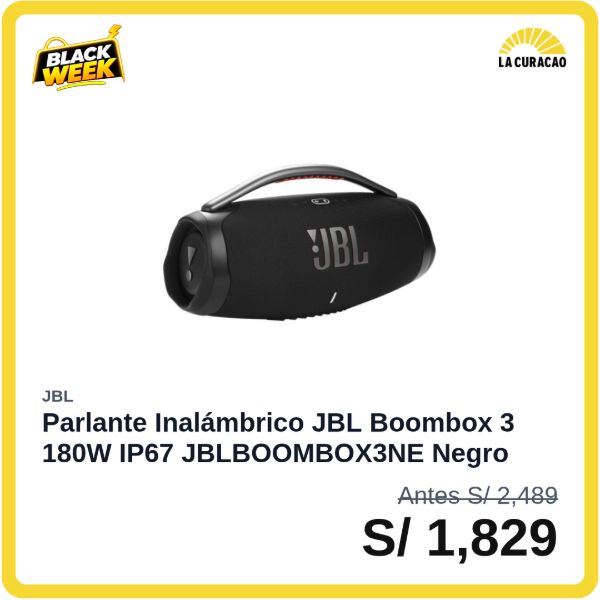 BLACK
WEEK
LA CURACAO
JBL
JBL
Parlante Inalámbrico JBL Boombox 3
180W IP67 JBLBOOMBOX3NE Negro
Antes S/ 2,489
S/ 1,829